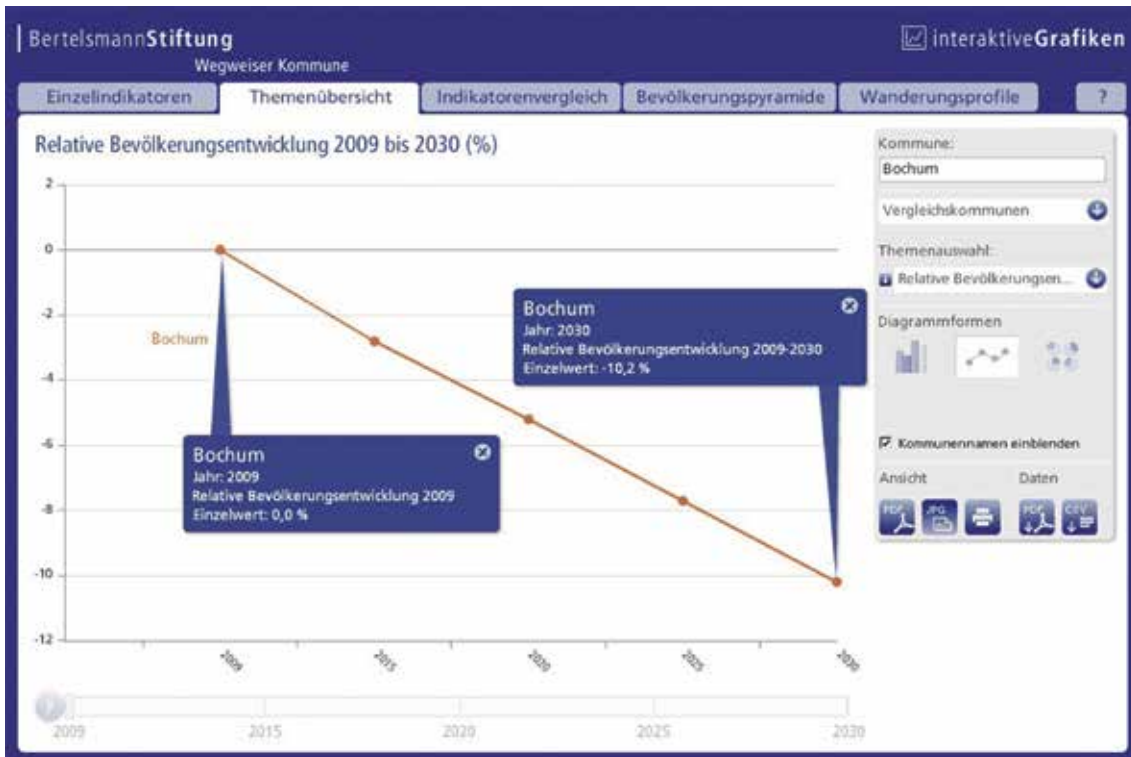 BertelsmannStiftung
Wegweiser Kommune
interaktiveGrafiken
Einzelindikatoren
Themenübersicht
Indikatorenvergleich
Bevölkerungspyramide
Wanderungsprofile
?
Relative Bevölkerungsentwicklung 2009 bis 2030 (%)
2
0
-2
-4
-6
-8
-10
-12
Bochum
Bochum
Jahr: 2009
Relative Bevölkerungsentwicklung 2009
Einzelwert: 0,0 %
Bochum
Jahr: 2030
Relative Bevölkerungsentwicklung 2009-2030
Einzelwert: -10,2 %
2009
2015
2020
2025
2030
2009
2015
2020
2025
2030
Kommune:
Bochum
Vergleichskommunen
Themenauswahl:
Relative Bevölkerungsen...
Diagrammformen
Kommunennamen einblenden
Ansicht
Daten
PDF
JPG
PDF
CSV